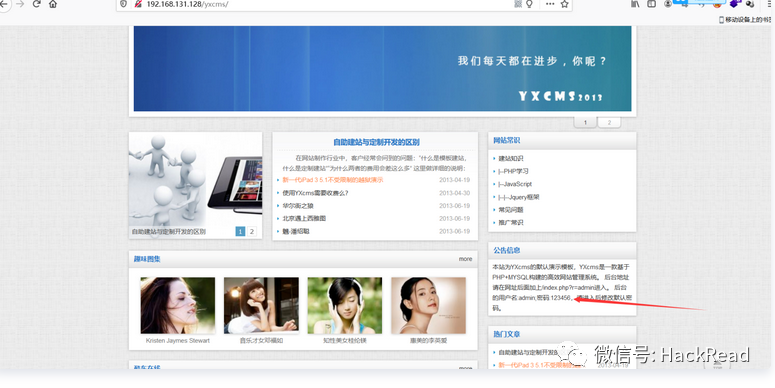 192.168.131.128/yxcms/
移动设备上的书签
我们每天都在进步，你呢？
YXCMS2013
1 2
自助建站与定制开发的区别
1 2
自助建站与定制开发的区别
在网站制作行业中，客户经常会问到的问题：“什么是模板建站，
什么是定制建站”“为什么两者的费用会差这么多” 这是做详细的说明：
新一代iPad 3.5.1不受限制的越狱演示 2013-04-19
使用YXcms需要收费么？ 2013-04-30
华尔街之狼 2013-06-19
北京遇上西雅图 2013-06-19
魑·潘绍聪 2013-06-19
网站常识
建站知识
|--PHP学习
|--JavaScript
|--|--Jquery框架
常见问题
推广常识
趣味图集 more
Kristen Jaymes Stewart
音乐才女邓福如
知性美女桂纶镁
康美的李英爱
公告信息
本站为YXcms的默认演示模板，YXcms是一款基于
PHP+MYSQL构建的高效网站管理系统。 后台地址
请在网址后面加上/index.php?r=admin进入。 后台
的用户名:admin;密码:123456，请进入后修改默认密
码。
热门文章
自助建站与定制开发的
新一代iPad 3.5.1不受限
2013-04-19
more
微信号: HackRead